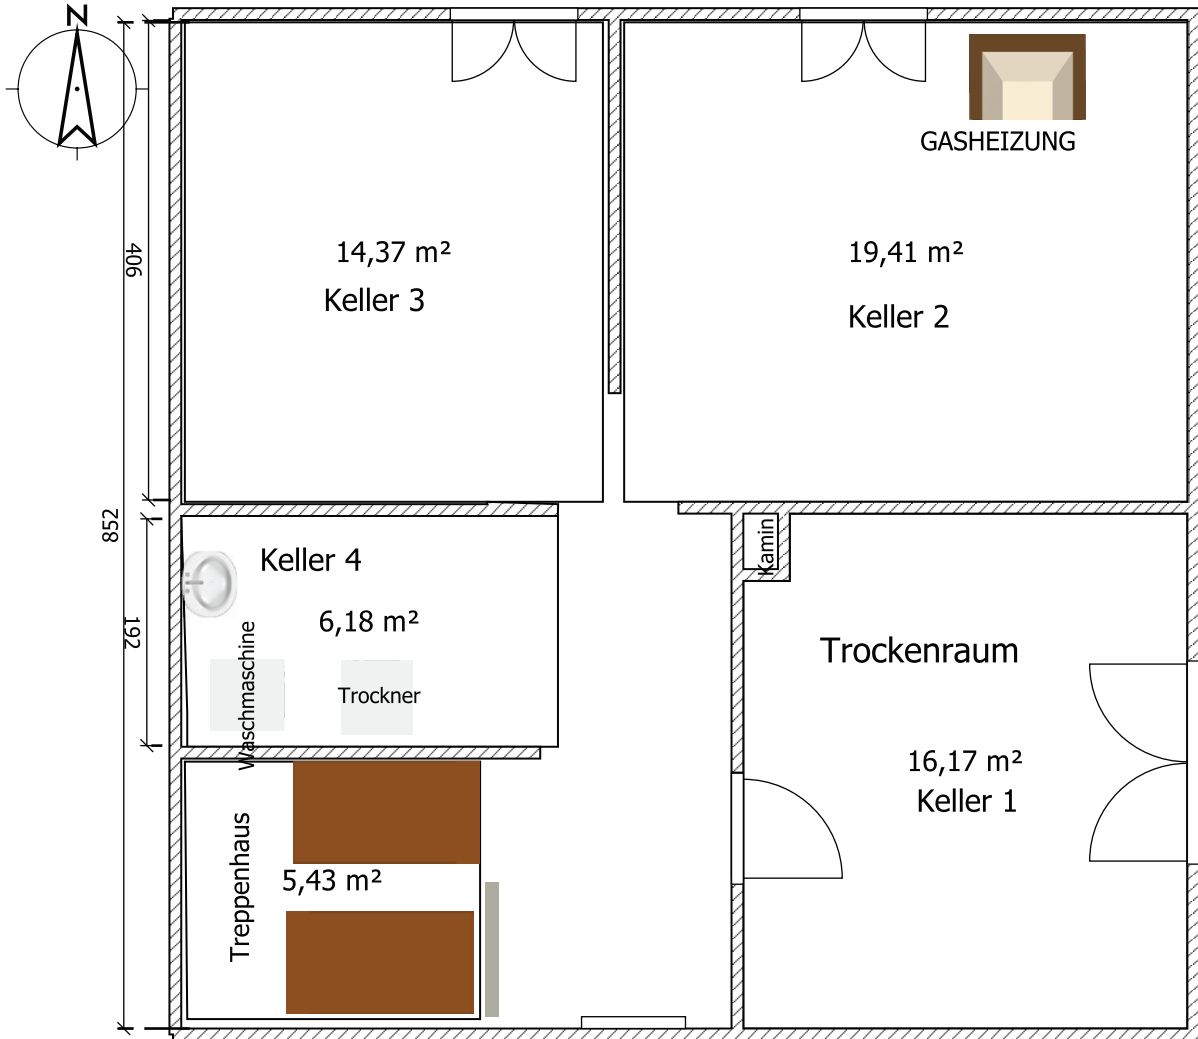 N
GASHEIZUNG
14,37 m²
Keller 3
19,41 m²
Keller 2
406
852
192
Keller 4
6,18 m²
Waschmaschine
Trockner
Kamin
Trockenraum
16,17 m²
Keller 1
Treppenhaus
5,43 m²